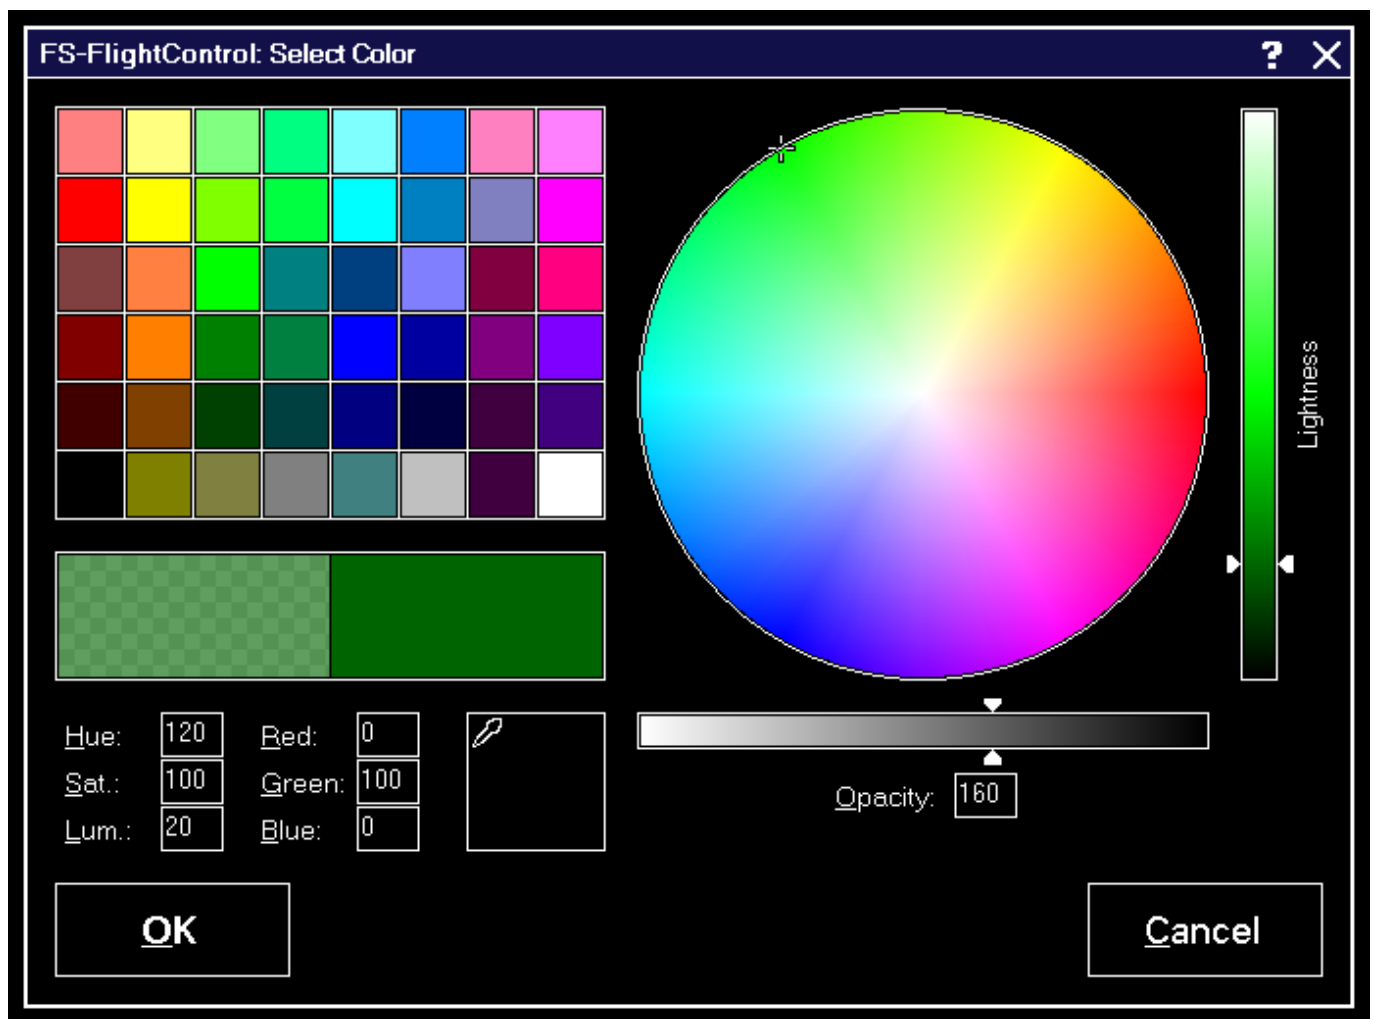 FS-FlightControl: Select Color ?
Lightness
Hue: 120 Red: 0
Sat.: 100 Green: 100
Lum.: 20 Blue: 0
Opacity: 160
OK Cancel